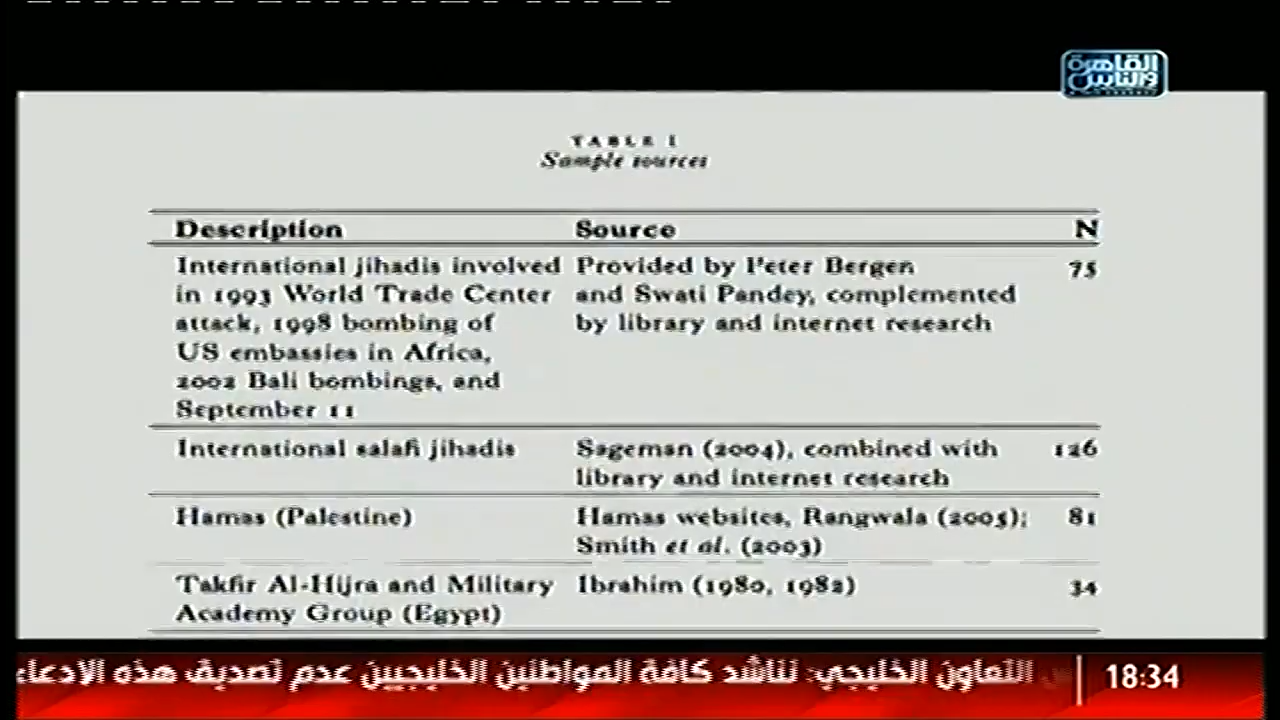 القاهرة
والناس
TABLE I
Sample sources
Description Source N
International jihadis involved Provided by Peter Bergen 75
in 1993 World Trade Center and Swati Pandey, complemented
attack, 1998 bombing of by library and internet research
US embassies in Africa,
2002 Bali bombings, and
September 11
International salafi jihadis Sageman (2004), combined with 126
library and internet research
Hamas (Palestine) Hamas websites, Rangwala (2005); 81
Smith et al. (2003)
Takfir Al-Hijra and Military Ibrahim (1980, 1982) 34
Academy Group (Egypt)
التعاون الخليجي: نناشد كافة المواطنين الخليجيين عدم تصديق هذه الادعاء
18:34